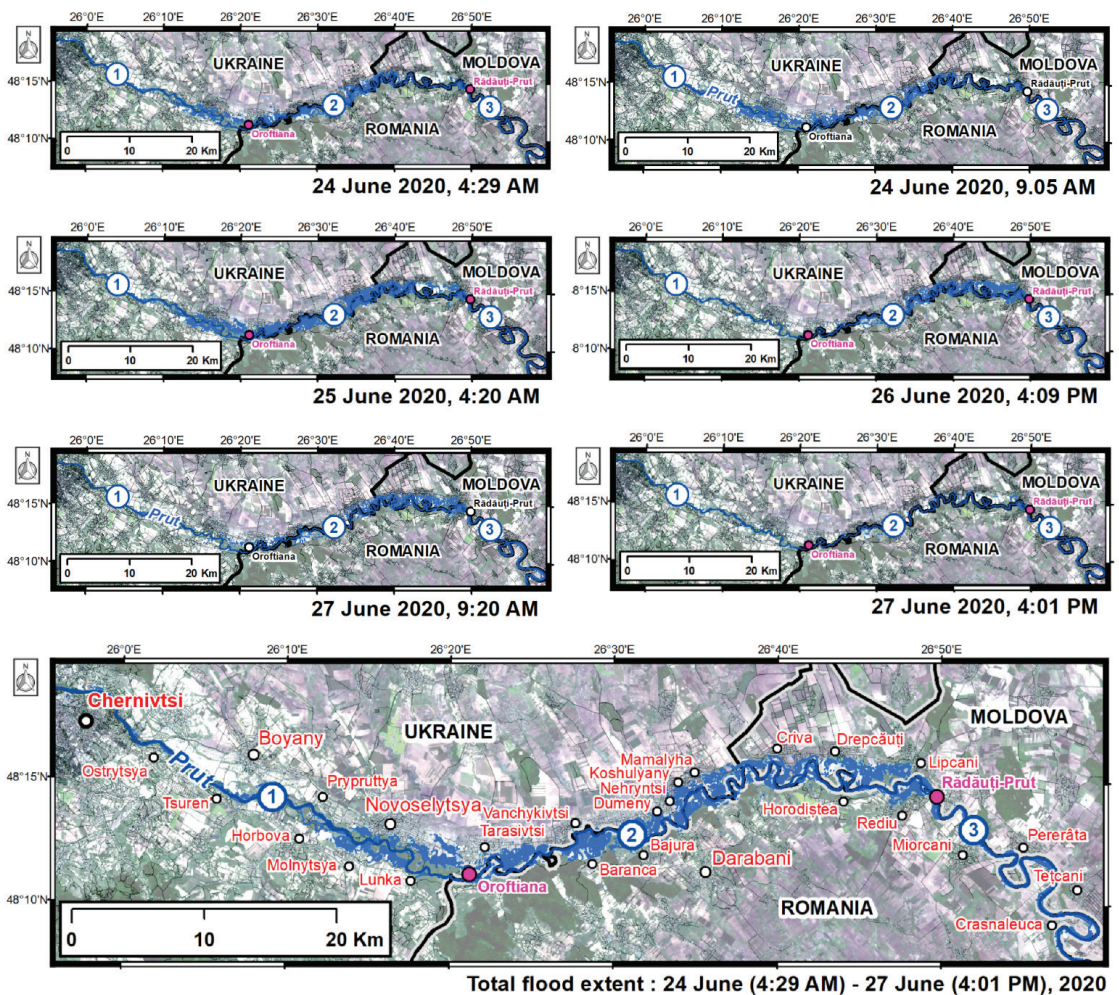 26°0'E 26°10'E 26°20'E 26°30'E 26°40'E 26°50'E
N
48°15'N
48°10'N
1
2
3
UKRAINE
MOLDOVA
Rădăuți-Prut
Oroftiana
ROMANIA
0 10 20 Km
24 June 2020, 4:29 AM
26°0'E 26°10'E 26°20'E 26°30'E 26°40'E 26°50'E
N
48°15'N
48°10'N
1
Prut
2
3
UKRAINE
MOLDOVA
Rădăuți-Prut
Oroftiana
ROMANIA
0 10 20 Km
24 June 2020, 9.05 AM
26°0'E 26°10'E 26°20'E 26°30'E 26°40'E 26°50'E
N
48°15'N
48°10'N
1
2
3
UKRAINE
MOLDOVA
Rădăuți-Prut
Oroftiana
ROMANIA
0 10 20 Km
25 June 2020, 4:20 AM
26°0'E 26°10'E 26°20'E 26°30'E 26°40'E 26°50'E
N
48°15'N
48°10'N
1
2
3
UKRAINE
MOLDOVA
Rădăuți-Prut
Oroftiana
ROMANIA
0 10 20 Km
26 June 2020, 4:09 PM
26°0'E 26°10'E 26°20'E 26°30'E 26°40'E 26°50'E
N
48°15'N
48°10'N
1
Prut
2
3
UKRAINE
MOLDOVA
Rădăuți-Prut
Oroftiana
ROMANIA
0 10 20 Km
27 June 2020, 9:20 AM
26°0'E 26°10'E 26°20'E 26°30'E 26°40'E 26°50'E
N
48°15'N
48°10'N
1
2
3
UKRAINE
MOLDOVA
Rădăuți-Prut
Oroftiana
ROMANIA
0 10 20 Km
27 June 2020, 4:01 PM
26°0'E 26°10'E 26°20'E 26°30'E 26°40'E 26°50'E
N
48°15'N
48°10'N
Chernivtsi
Ostrytsya
Prut
1
Boyany
Tsuren
Prypruttya
Horbova
Novoselytsya
Molnytsya
Lunka
UKRAINE
Vanchykivtsi
Tarasivtsi
Oroftiana
Mamalyha
Koshulyany
Nehryntsi
Dumeny
2
Bajura
Baranca
Darabani
Criva
Drepcăuți
Lipcani
MOLDOVA
Rădăuți-Prut
Horodiștea
Rediu
Miorcani
3
Pererâta
Tețcani
Crasnaleuca
ROMANIA
0 10 20 Km
Total flood extent : 24 June (4:29 AM) - 27 June (4:01 PM), 2020